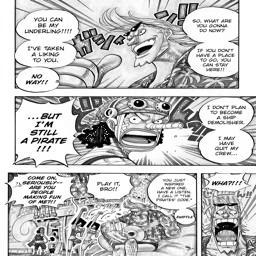 SO, WHAT ARE
YOU GONNA
DO NOW?
IF YOU DON'T
HAVE A PLACE
TO GO, YOU CAN
STAY HERE!!
YOU CAN
BE MY
UNDERLING!!!!
I'VE TAKEN
A LIKING
TO YOU.
NO
WAY!!
I DON'T PLAN
TO BECOME
A SHIP
DEMOLISHER.
I MAY
HAVE
QUIT MY
CREW...
...BUT
I'M
STILL
A PIRATE
!!!
WHAT?!!!
YOU JUST
INSPIRED
A NEW ONE.
HAVE A LISTEN,
I CALL IT "THE
PIRATES' CODE."
SHUFFLE
PLAY IT,
BRO!!
COME ON,
SERIOUSLY--
ARE YOU
PEOPLE
MAKING FUN
OF ME?!!